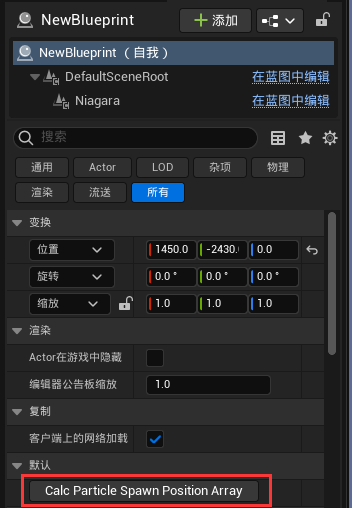 NewBlueprint 添加
NewBlueprint（自我）
DefaultSceneRoot 在蓝图中编辑
Niagara 在蓝图中编辑
搜索
通用 Actor LOD 杂项 物理
渲染 流送 所有
变换
位置 1450.0 -2430. 0.0
旋转 0.0 ° 0.0 ° 0.0 °
缩放 1.0 1.0 1.0
渲染
Actor在游戏中隐藏
编辑器公告板缩放 1.0
复制
客户端上的网络加载
默认
Calc Particle Spawn Position Array